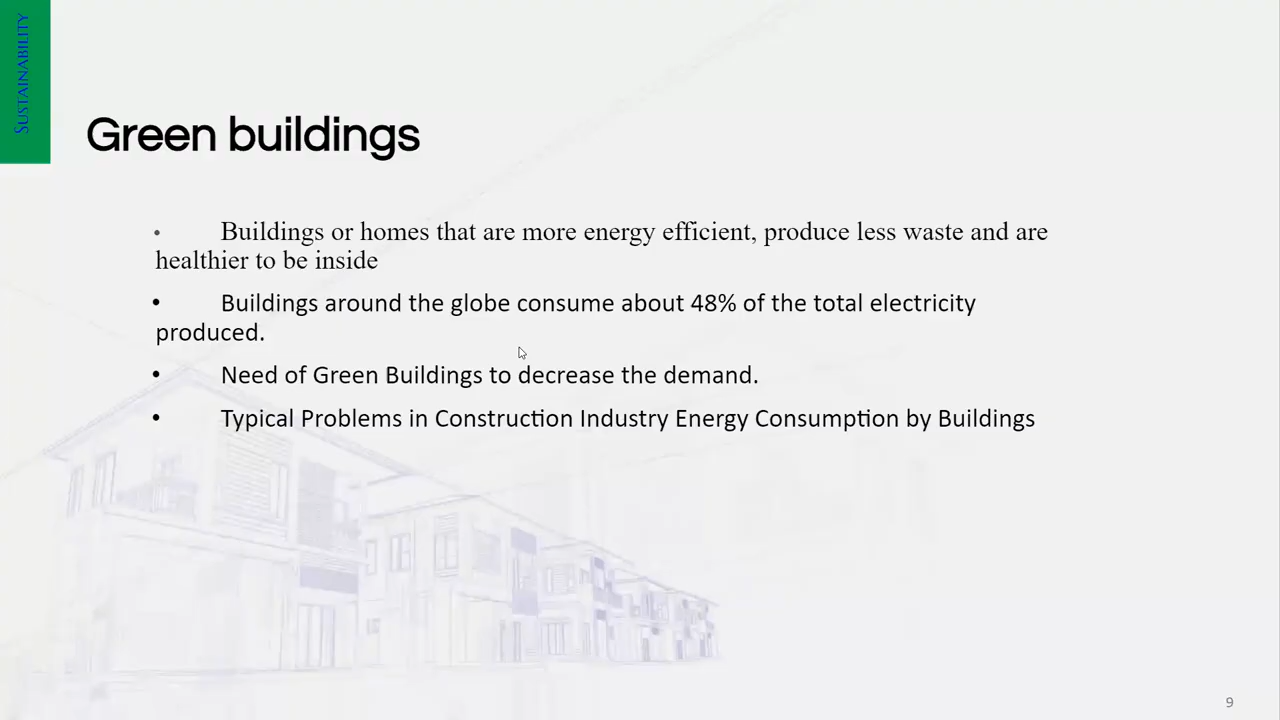 SUSTAINABILITY
Green buildings
• Buildings or homes that are more energy efficient, produce less waste and are
healthier to be inside
• Buildings around the globe consume about 48% of the total electricity
produced.
• Need of Green Buildings to decrease the demand.
• Typical Problems in Construction Industry Energy Consumption by Buildings
9